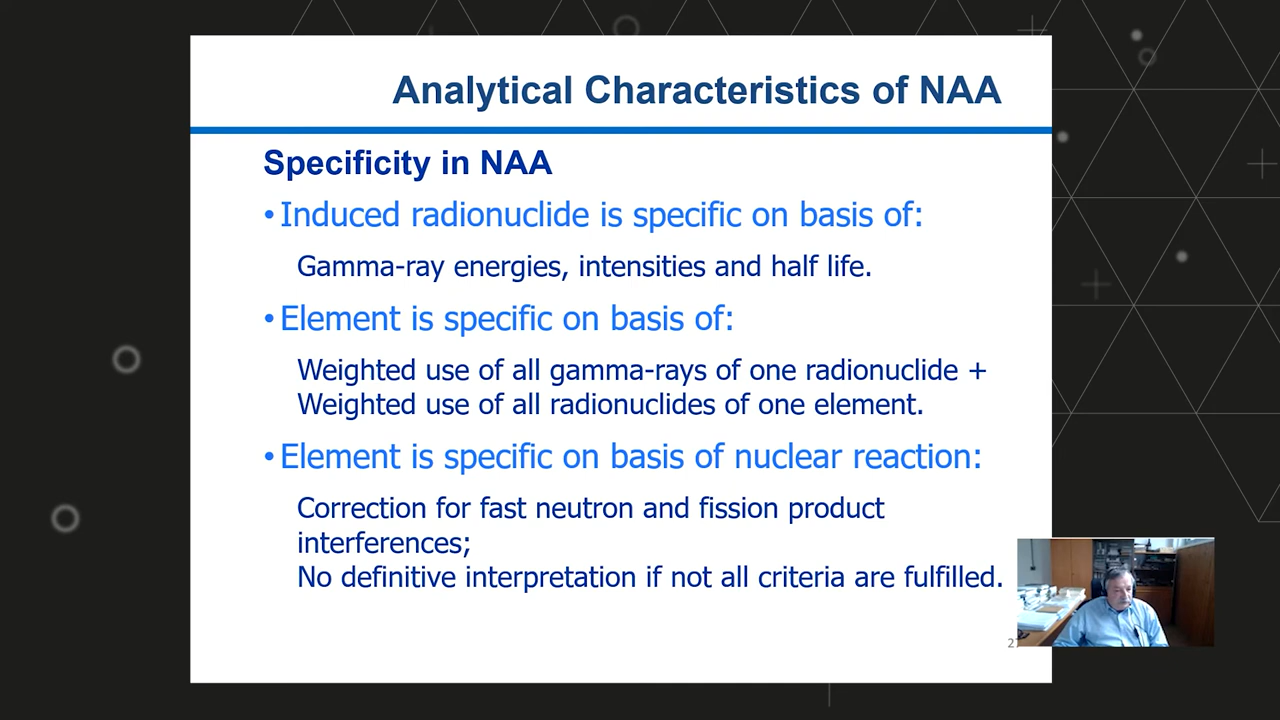 Analytical Characteristics of NAA
Specificity in NAA
•Induced radionuclide is specific on basis of:
Gamma-ray energies, intensities and half life.
•Element is specific on basis of:
Weighted use of all gamma-rays of one radionuclide +
Weighted use of all radionuclides of one element.
•Element is specific on basis of nuclear reaction:
Correction for fast neutron and fission product
interferences;
No definitive interpretation if not all criteria are fulfilled.